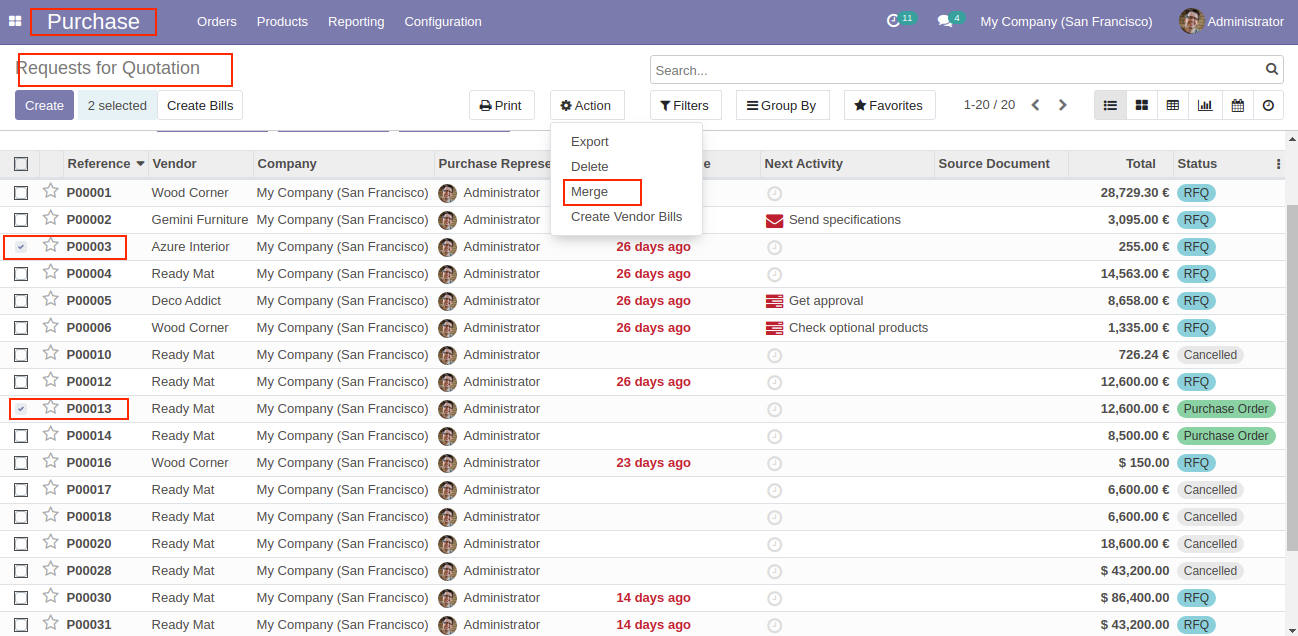 Purchase Orders Products Reporting Configuration 11 4 My Company (San Francisco) Administrator
Requests for Quotation Search...
Create 2 selected Create Bills Print Action Filters Group By Favorites 1-20 / 20
Export
Delete
Merge
Create Vendor Bills
Reference Vendor Company Purchase Represe e Next Activity Source Document Total Status
P00001 Wood Corner My Company (San Francisco) Administrator 28,729.30 € RFQ
P00002 Gemini Furniture My Company (San Francisco) Administrator Send specifications 3,095.00 € RFQ
P00003 Azure Interior My Company (San Francisco) Administrator 26 days ago 255.00 € RFQ
P00004 Ready Mat My Company (San Francisco) Administrator 26 days ago 14,563.00 € RFQ
P00005 Deco Addict My Company (San Francisco) Administrator 26 days ago Get approval 8,658.00 € RFQ
P00006 Wood Corner My Company (San Francisco) Administrator 26 days ago Check optional products 1,335.00 € RFQ
P00010 Ready Mat My Company (San Francisco) Administrator 726.24 € Cancelled
P00012 Ready Mat My Company (San Francisco) Administrator 26 days ago 12,600.00 € RFQ
P00013 Ready Mat My Company (San Francisco) Administrator 12,600.00 € Purchase Order
P00014 Ready Mat My Company (San Francisco) Administrator 8,500.00 € Purchase Order
P00016 Wood Corner My Company (San Francisco) Administrator 23 days ago $ 150.00 RFQ
P00017 Ready Mat My Company (San Francisco) Administrator 6,600.00 € Cancelled
P00018 Ready Mat My Company (San Francisco) Administrator 6,600.00 € Cancelled
P00020 Ready Mat My Company (San Francisco) Administrator 18,600.00 € Cancelled
P00028 Ready Mat My Company (San Francisco) Administrator $ 43,200.00 Cancelled
P00030 Ready Mat My Company (San Francisco) Administrator 14 days ago $ 86,400.00 RFQ
P00031 Ready Mat My Company (San Francisco) Administrator 14 days ago $ 43,200.00 RFQ